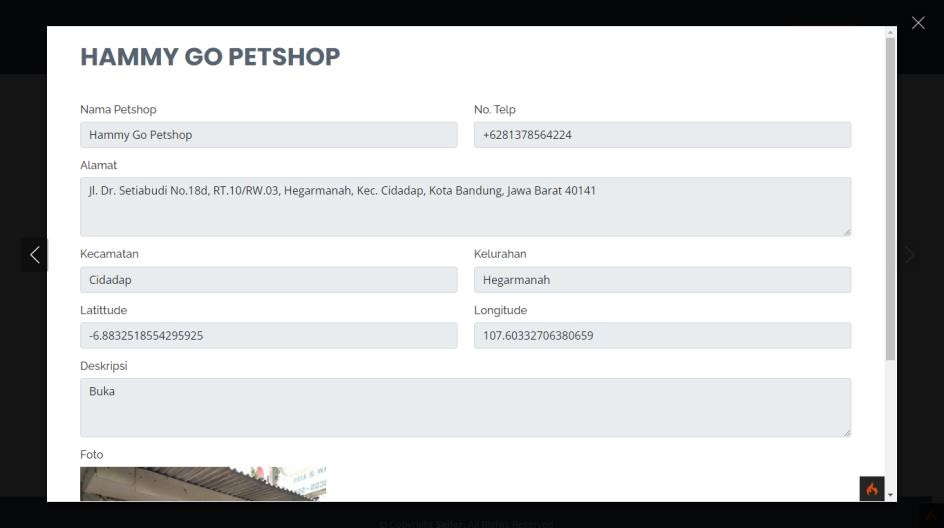 HAMMY GO PETSHOP
Nama Petshop
No. Telp
Hammy Go Petshop
+6281378564224
Alamat
Jl. Dr. Setiabudi No.18d, RT.10/RW.03, Hegarmanah, Kec. Cidadap, Kota Bandung, Jawa Barat 40141
Kecamatan
Kelurahan
Cidadap
Hegarmanah
Latittude
Longitude
-6.8832518554295925
107.60332706380659
Deskripsi
Buka
Foto